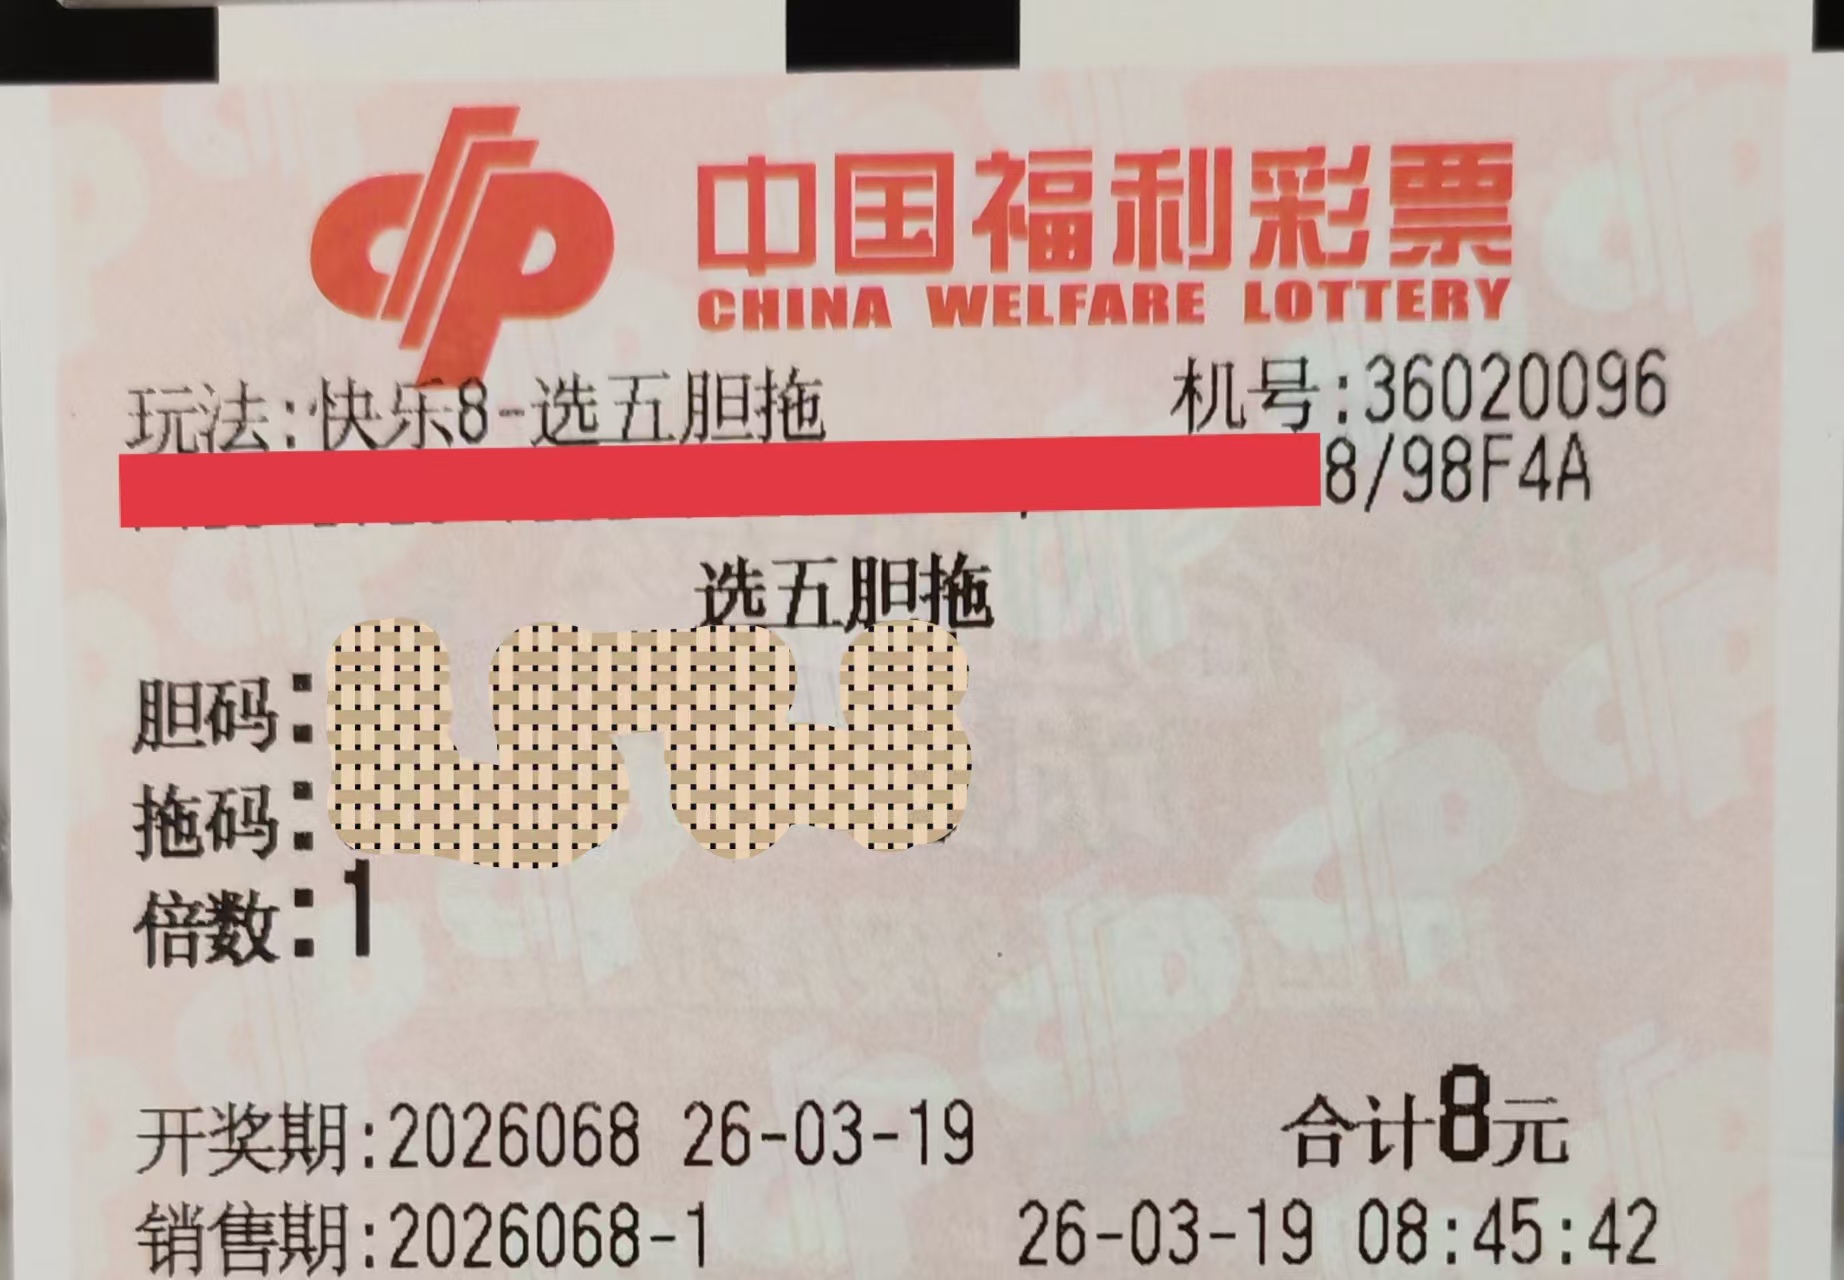 中国福利彩票
CHINA WELFARE LOTTERY
玩法:快乐8-选五胆拖 机号:36020096
8/98F4A
选五胆拖
胆码:
拖码:
倍数:1
开奖期:2026068 26-03-19 合计8元
销售期:2026068-1 26-03-19 08:45:42